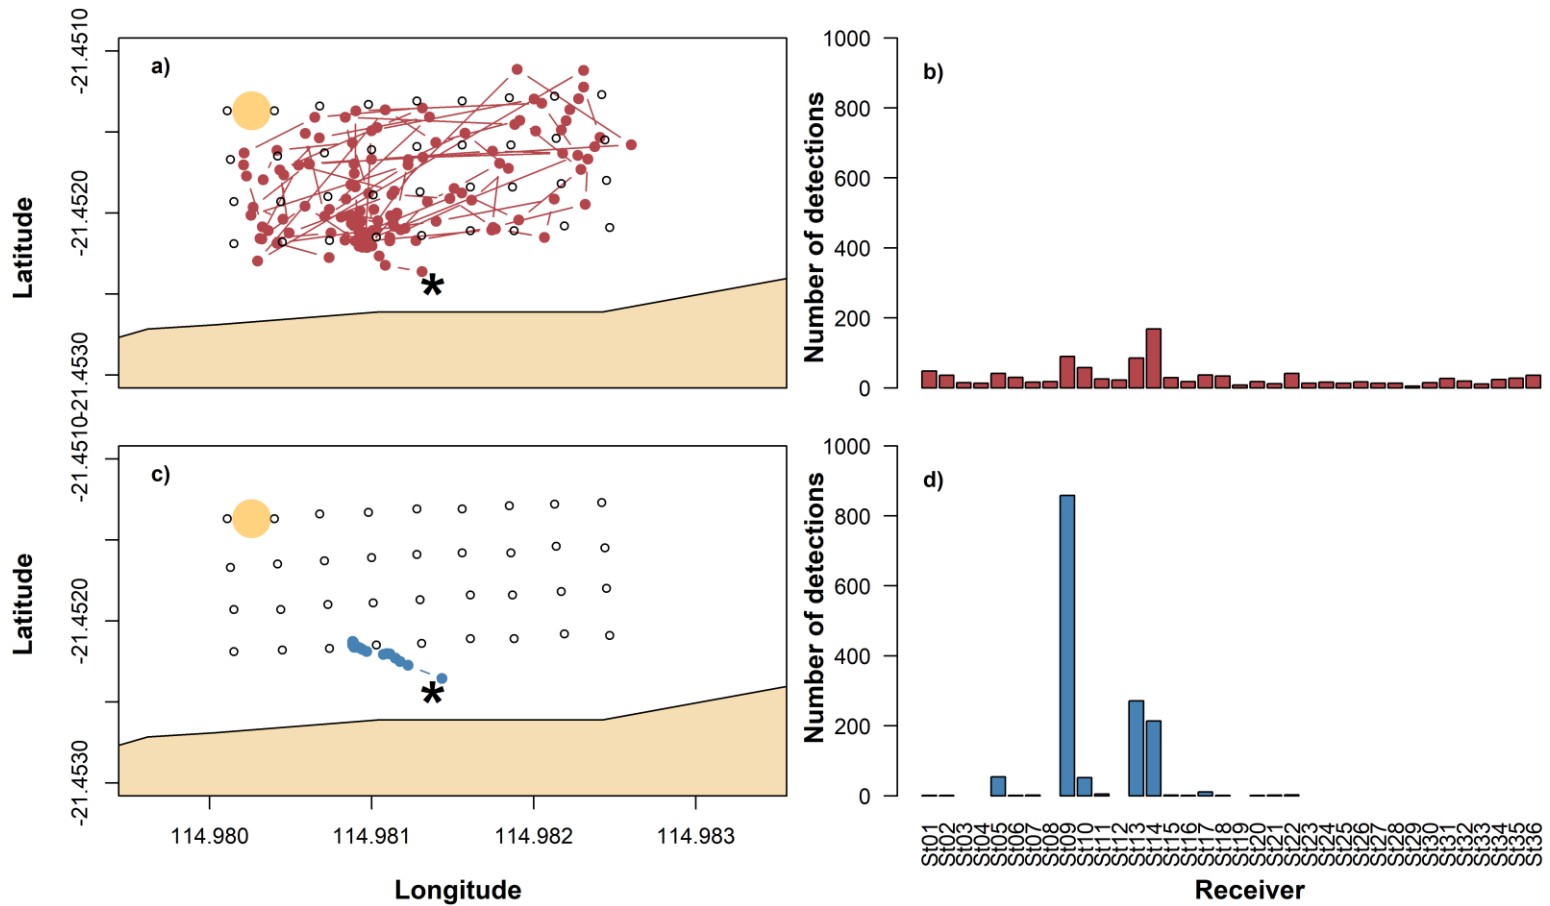 a)
Latitude
-21.4510
-21.4520
-21.4530
*
b)
Number of detections
1000
800
600
400
200
0
c)
Latitude
-21.4510
-21.4520
-21.4530
*
114.980 114.981 114.982 114.983
Longitude
d)
Number of detections
1000
800
600
400
200
0
St01 St02 St03 St04 St05 St06 St07 St08 St09 St10 St11 St12 St13 St14 St15 St16 St17 St18 St19 St20 St21 St22 St23 St24 St25 St26 St27 St28 St29 St30 St31 St32 St33 St34 St35 St36
Receiver